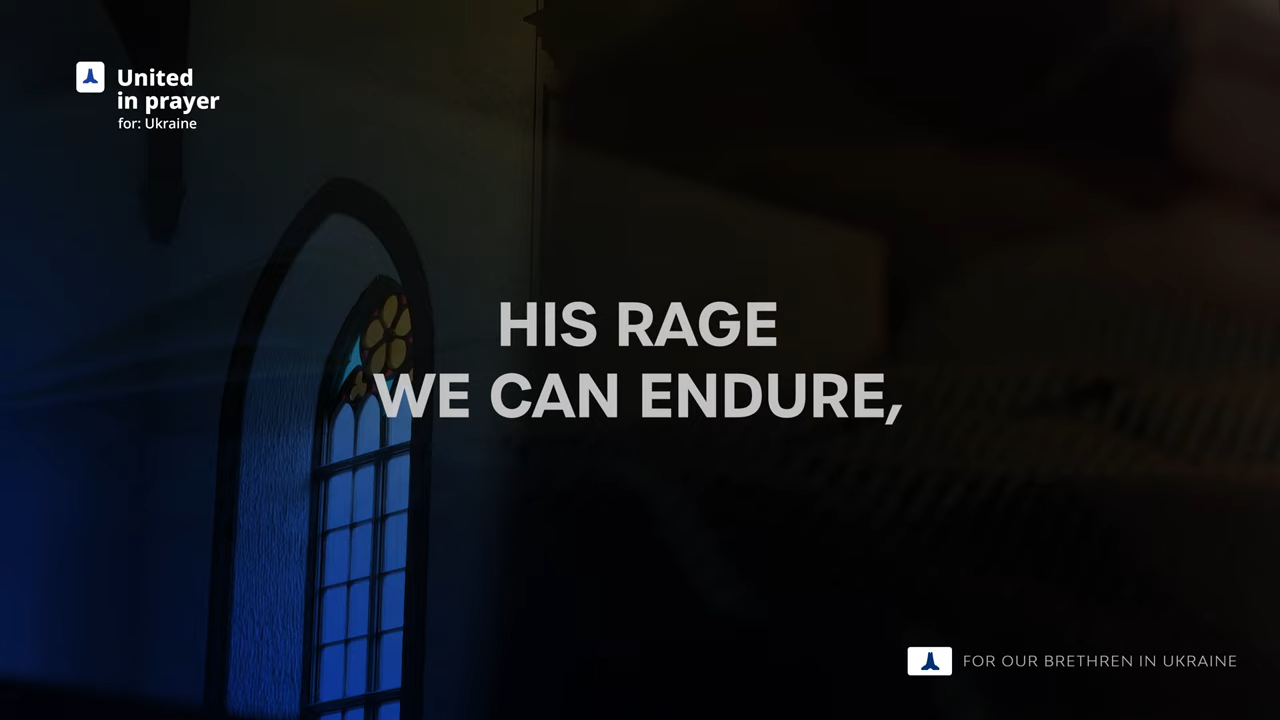 United
in prayer
for: Ukraine
HIS RAGE
WE CAN ENDURE,
FOR OUR BRETHREN IN UKRAINE